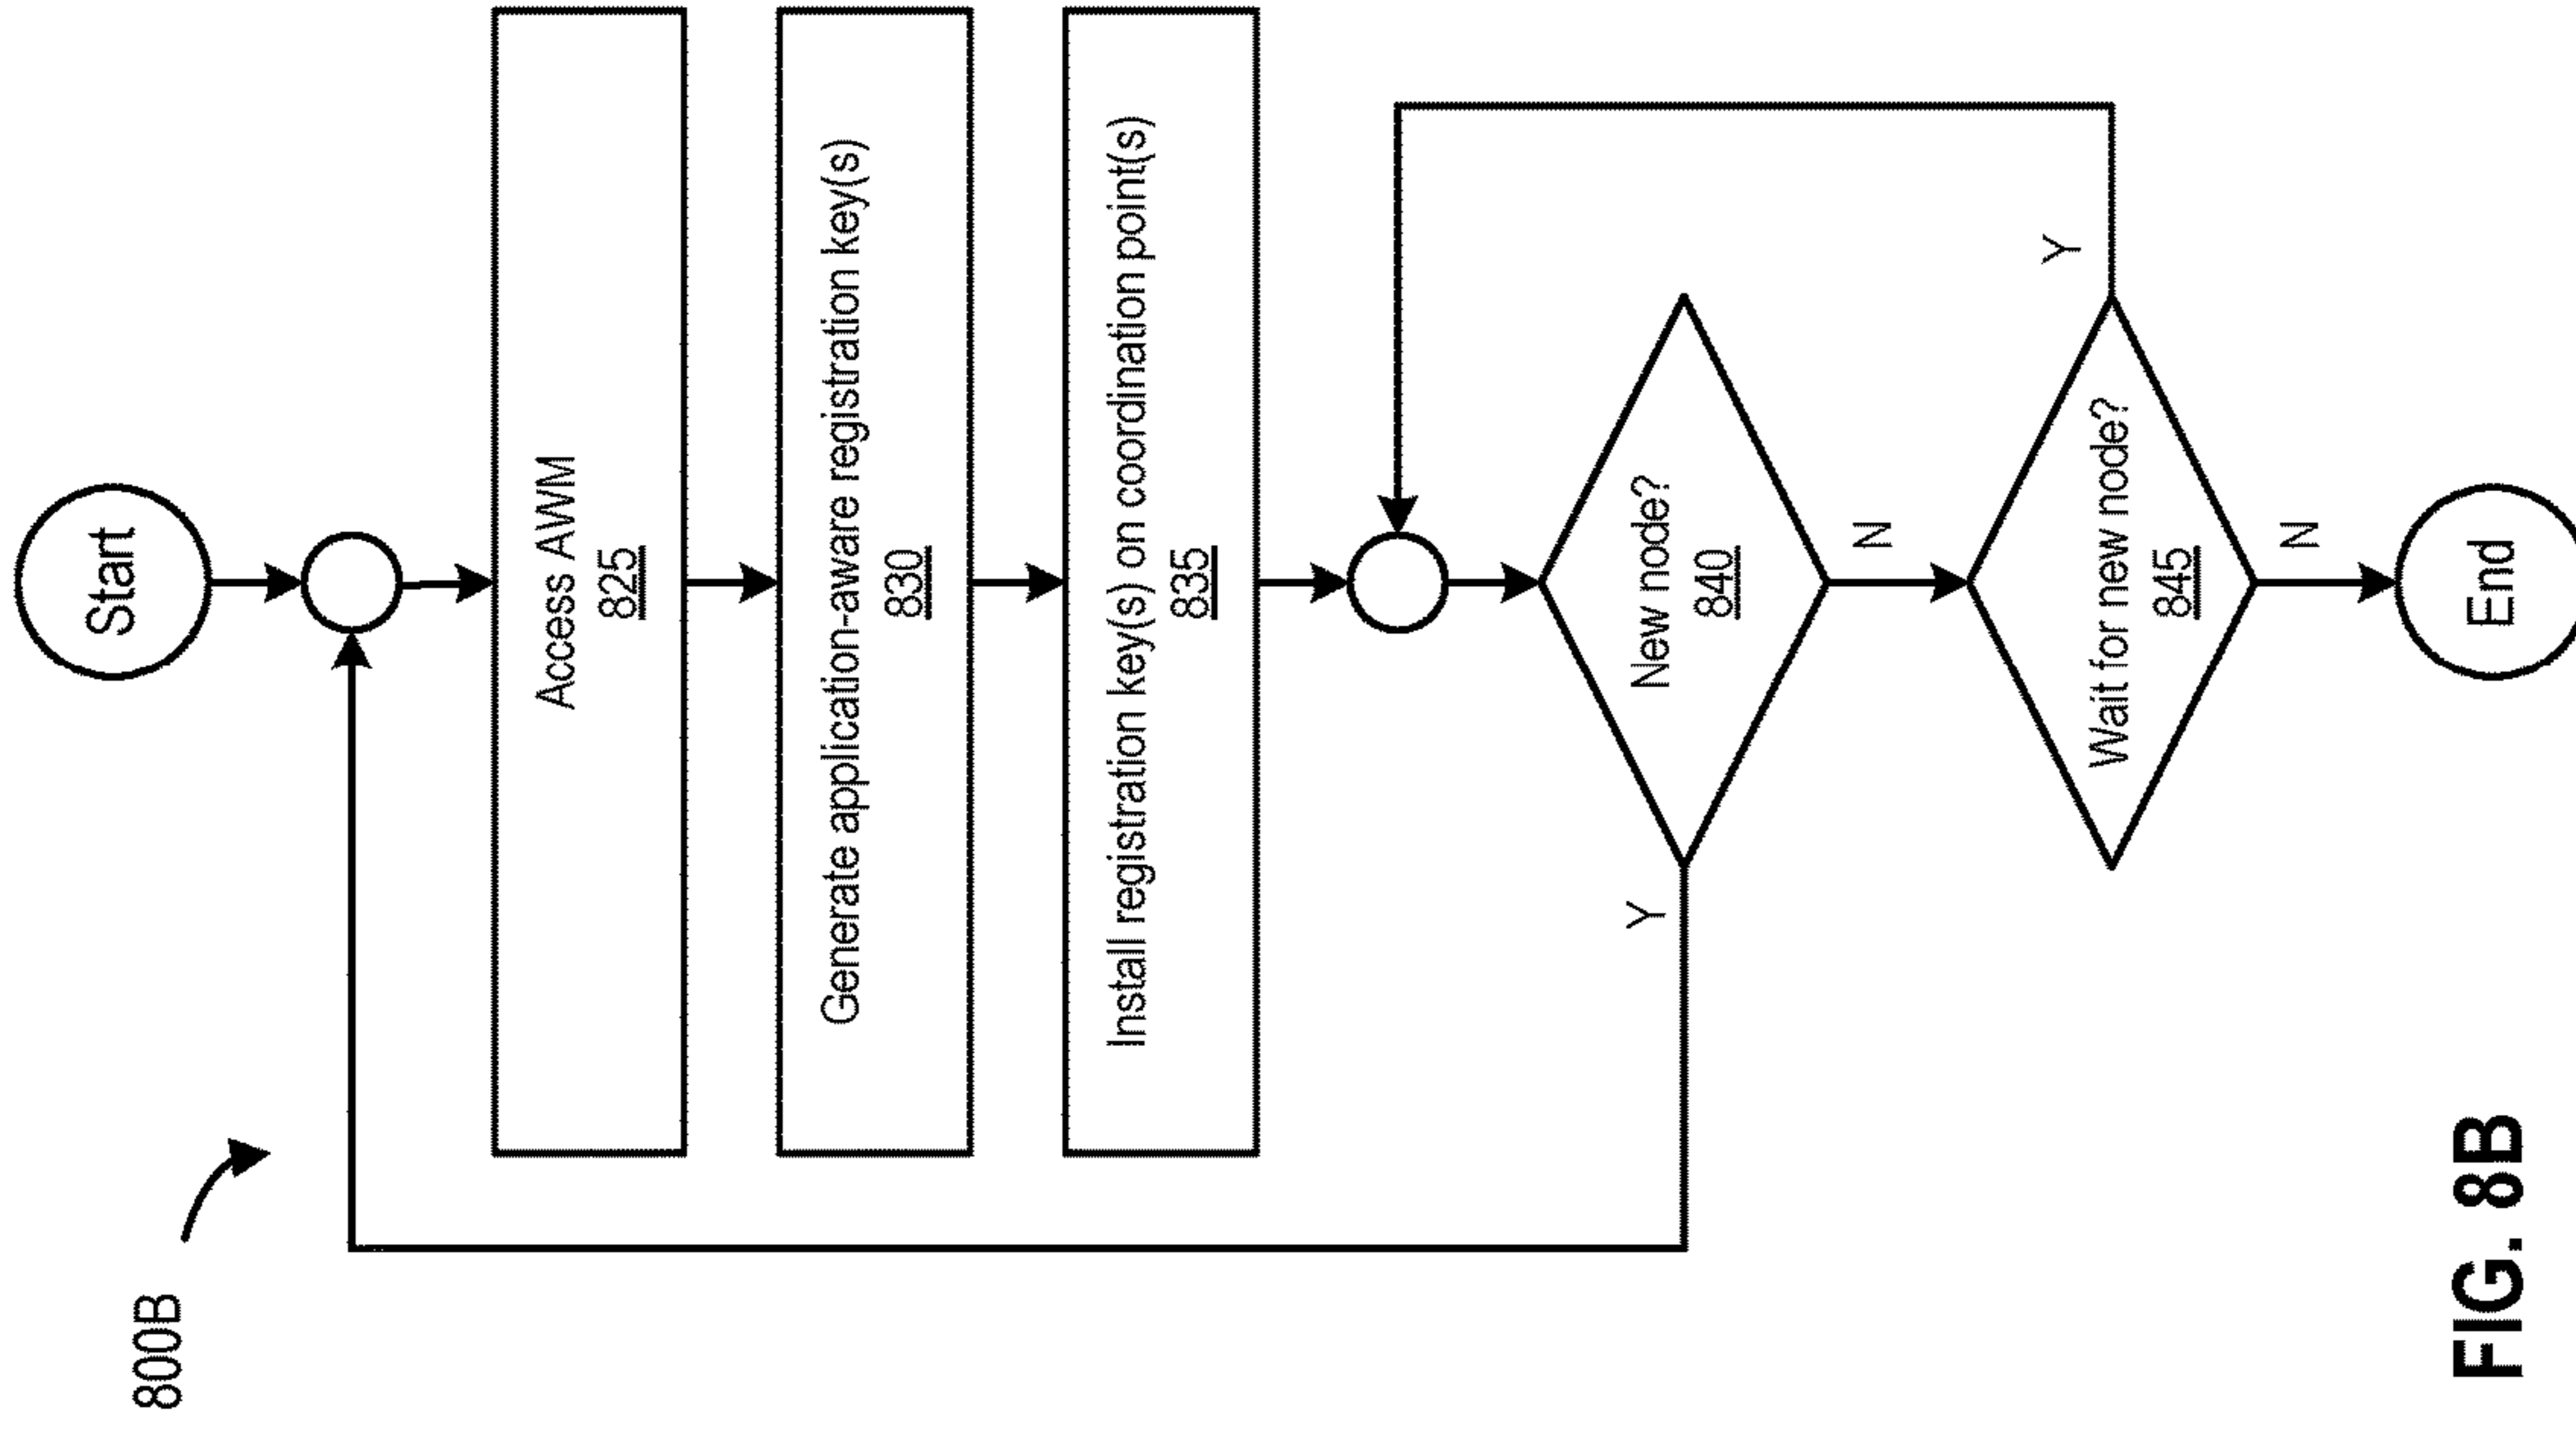 800B
Start
Access AWM
825
Generate application-aware registration key(s)
830
Install registration key(s) on coordination point(s)
835
New node?
840
Y
N
Wait for new node?
845
Y
N
End
FIG. 8B